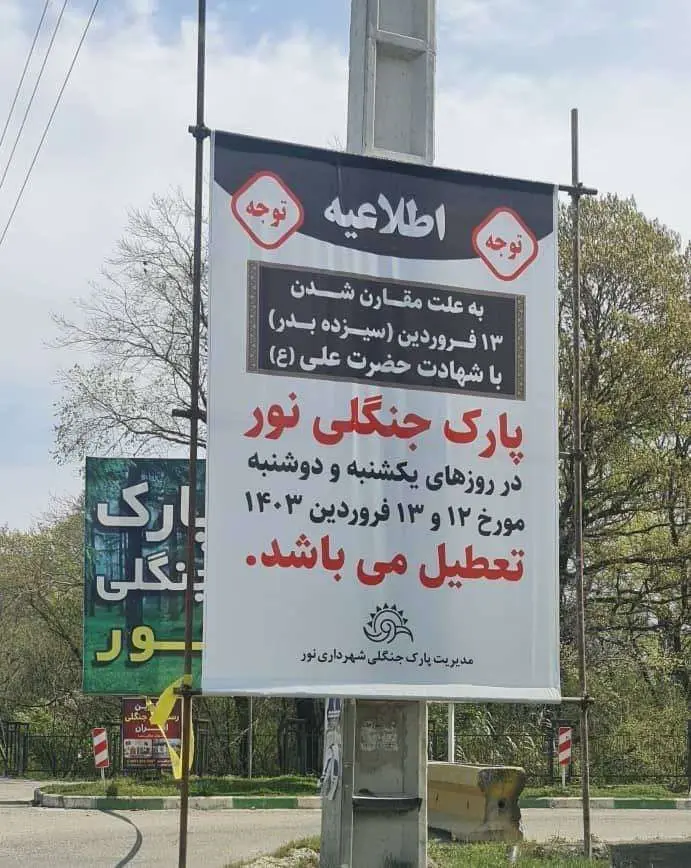 اطلاعیه
توجه
توجه
به علت مقارن شدن
۱۳ فروردین (سیزده بدر)
با شهادت حضرت علی (ع)
پارک جنگلی نور
در روزهای یکشنبه و دوشنبه
مورخ ۱۲ و ۱۳ فروردین ۱۴۰۳
تعطیل می باشد.
مدیریت پارک جنگلی شهرداری نور
پارک
جنگلی
نور
جنگلی